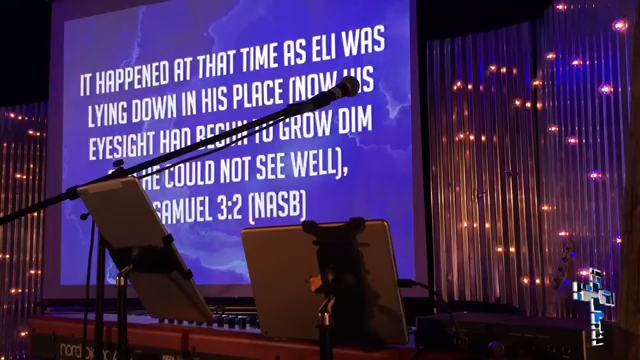 IT HAPPENED AT THAT TIME AS ELI WAS
LYING DOWN IN HIS PLACE (NOW HIS
EYESIGHT HAD BEGUN TO GROW DIM
HE COULD NOT SEE WELL),
SAMUEL 3:2 (NASB)
nord